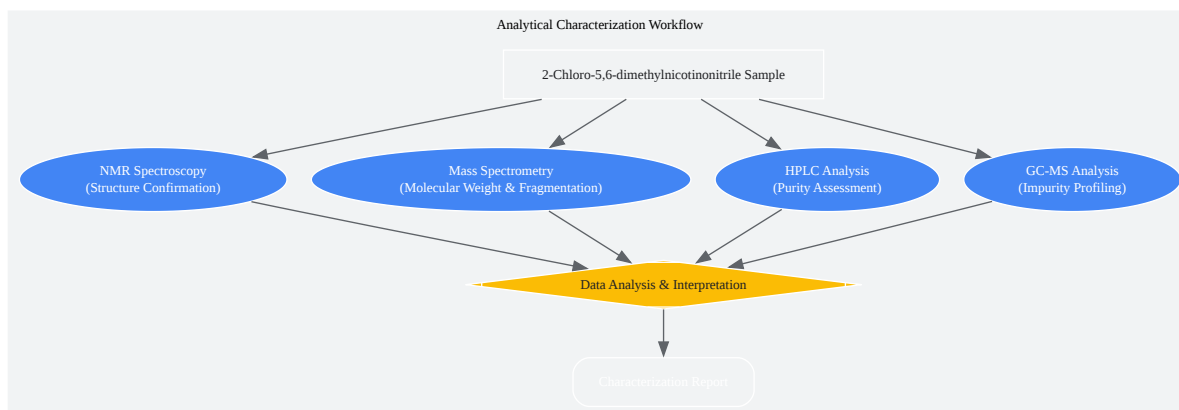 Analytical Characterization Workflow
2-Chloro-5,6-dimethylnicotinonitrile Sample
NMR Spectroscopy
(Structure Confirmation)
Mass Spectrometry
(Molecular Weight & Fragmentation)
HPLC Analysis
(Purity Assessment)
GC-MS Analysis
(Impurity Profiling)
Data Analysis & Interpretation
Characterization Report